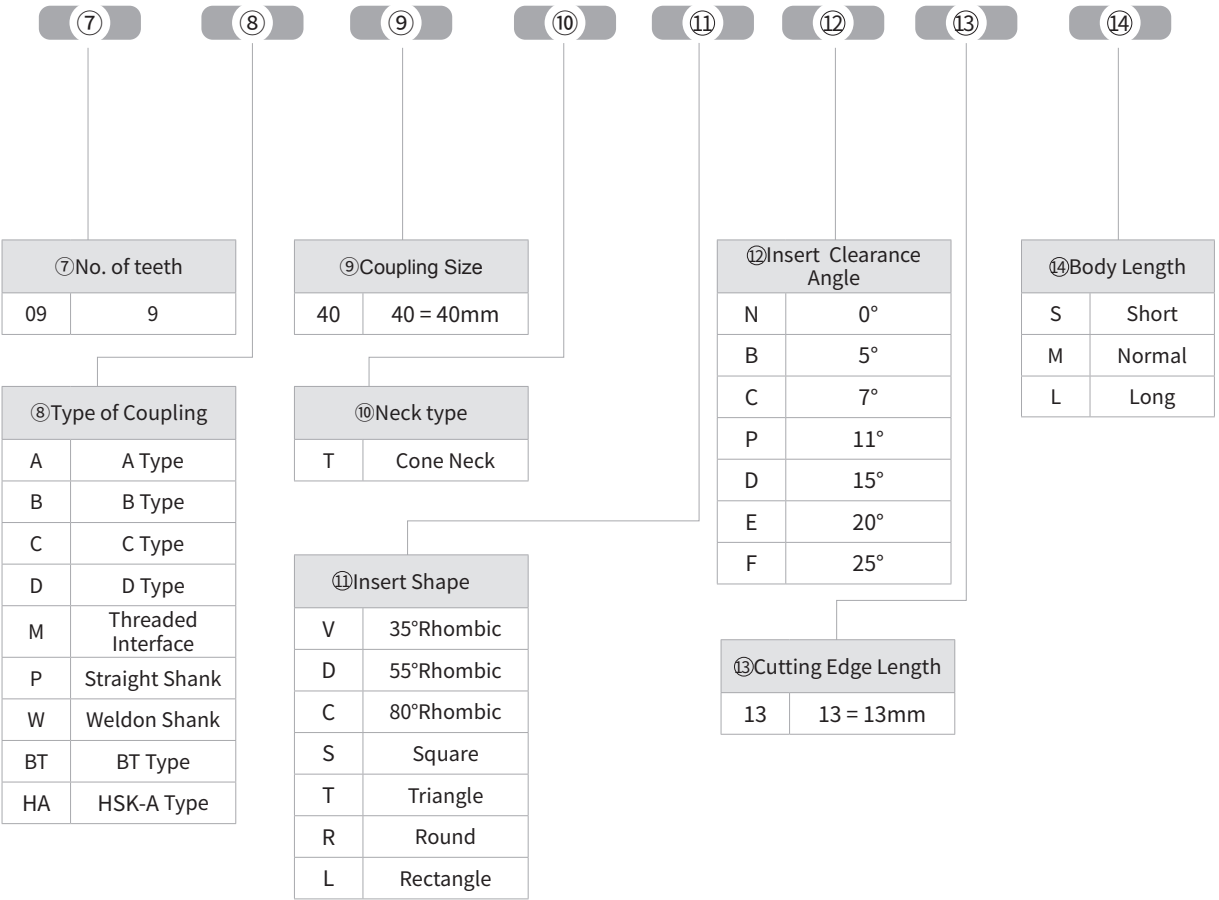 ⑦ ⑧ ⑨ ⑩ ⑪ ⑫ ⑬ ⑭
⑦No. of teeth
09 9
⑧Type of Coupling
A A Type
B B Type
C C Type
D D Type
M Threaded
Interface
P Straight Shank
W Weldon Shank
BT BT Type
HA HSK-A Type
⑨Coupling Size
40 40 = 40mm
⑩Neck type
T Cone Neck
⑪Insert Shape
V 35°Rhombic
D 55°Rhombic
C 80°Rhombic
S Square
T Triangle
R Round
L Rectangle
⑫Insert Clearance
Angle
N 0°
B 5°
C 7°
P 11°
D 15°
E 20°
F 25°
⑬Cutting Edge Length
13 13 = 13mm
⑭Body Length
S Short
M Normal
L Long